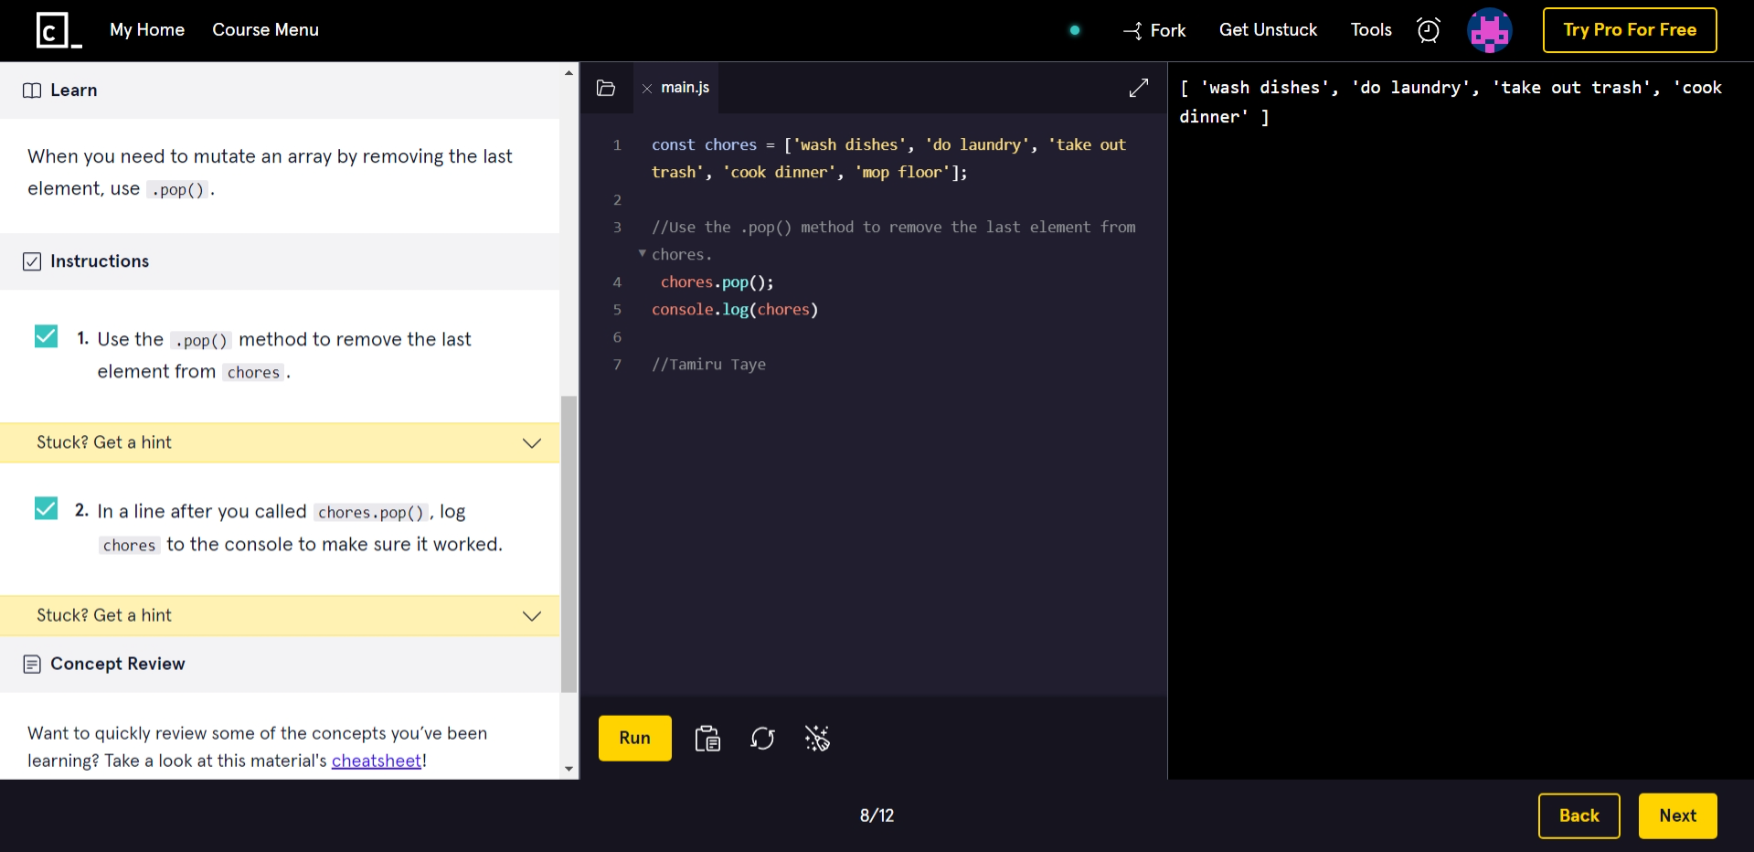 c
My Home
Course Menu
Fork
Get Unstuck
Tools
Try Pro For Free
Learn
When you need to mutate an array by removing the last
element, use .pop().
Instructions
1. Use the .pop() method to remove the last
element from chores.
Stuck? Get a hint
2. In a line after you called chores.pop(), log
chores to the console to make sure it worked.
Stuck? Get a hint
Concept Review
Want to quickly review some of the concepts you’ve been
learning? Take a look at this material's cheatsheet!
main.js
1 const chores = ['wash dishes', 'do laundry', 'take out
trash', 'cook dinner', 'mop floor'];
2
3 //Use the .pop() method to remove the last element from
chores.
4 chores.pop();
5 console.log(chores)
6
7 //Tamiru Taye
Run
[ 'wash dishes', 'do laundry', 'take out trash', 'cook
dinner' ]
8/12
Back
Next